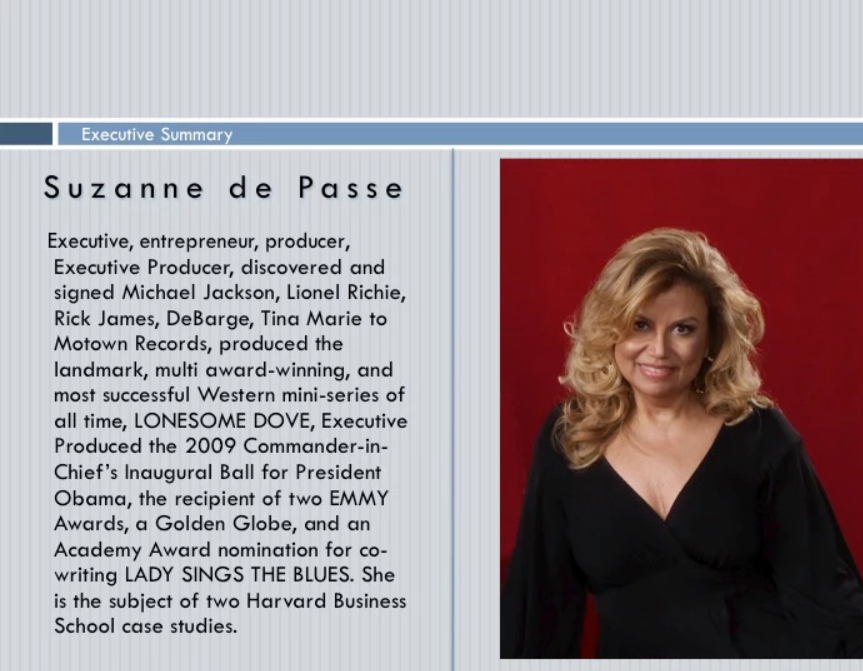 Executive Summary
Suzanne de Passe
Executive, entrepreneur, producer,
Executive Producer, discovered and
signed Michael Jackson, Lionel Richie,
Rick James, DeBarge, Tina Marie to
Motown Records, produced the
landmark, multi award-winning, and
most successful Western mini-series of
all time, LONESOME DOVE, Executive
Produced the 2009 Commander-in-
Chief's Inaugural Ball for President
Obama, the recipient of two EMMY
Awards, a Golden Globe, and an
Academy Award nomination for co-
writing LADY SINGS THE BLUES. She
is the subject of two Harvard Business
School case studies.